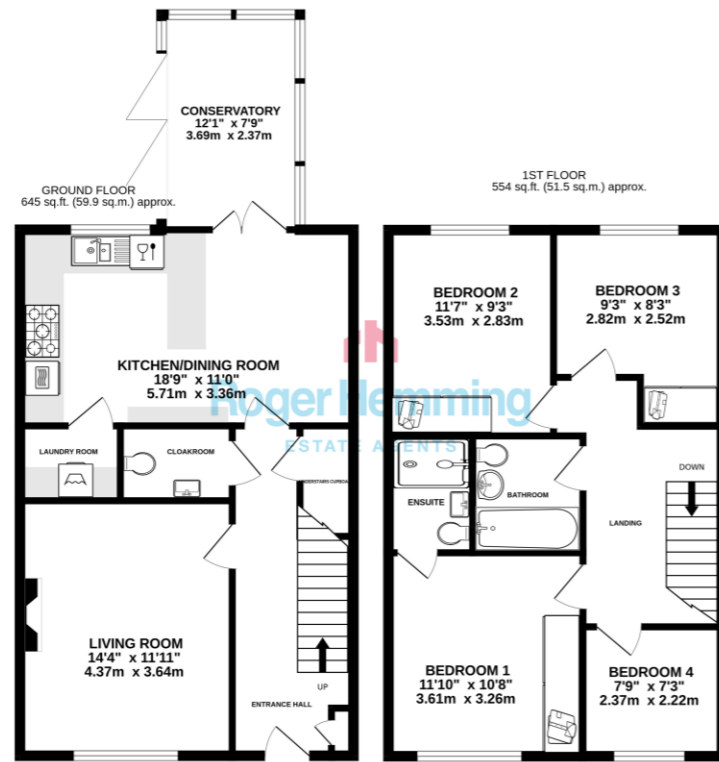 CONSERVATORY
12'1" x 7'9"
3.69m x 2.37m
GROUND FLOOR
645 sq.ft. (59.9 sq.m.) approx.
KITCHEN/DINING ROOM
18'9" x 11'0"
5.71m x 3.36m
LAUNDRY ROOM
CLOAKROOM
UNDERSTAIRS CUPBOARD
LIVING ROOM
14'4" x 11'11"
4.37m x 3.64m
UP
ENTRANCE HALL
1ST FLOOR
554 sq.ft. (51.5 sq.m.) approx.
BEDROOM 2
11'7" x 9'3"
3.53m x 2.83m
BEDROOM 3
9'3" x 8'3"
2.82m x 2.52m
ENSUITE
BATHROOM
DOWN
LANDING
BEDROOM 1
11'10" x 10'8"
3.61m x 3.26m
BEDROOM 4
7'9" x 7'3"
2.37m x 2.22m
Roger Hemming
ESTATE AGENTS